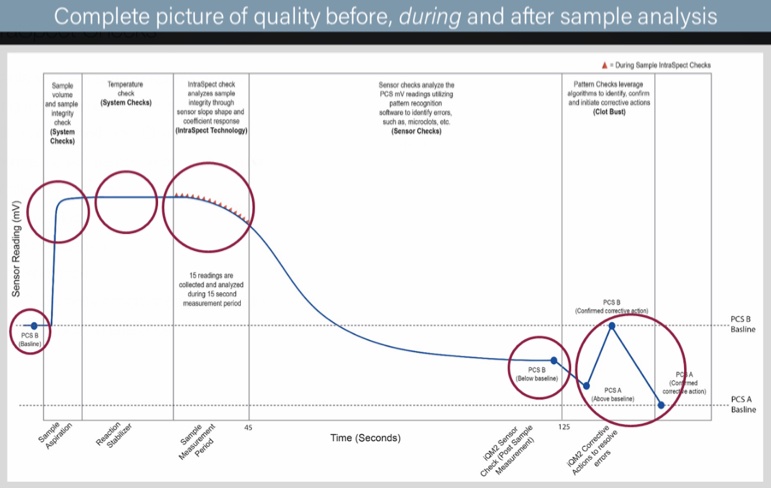 Complete picture of quality before, during and after sample analysis
▲ = During Sample IntraSpect Checks
Sample
volume
and sample
integrity
check
(System
Checks)
Temperature
check
(System Checks)
IntraSpect check
analyzes sample
integrity through
sensor slope shape and
coefficient response
(IntraSpect Technology)
Sensor checks analyze the
PCS mV readings utilizing
pattern recognition
software to identify errors,
such as, microclots, etc.
(Sensor Checks)
Pattern Checks leverage
algorithms to identify, confirm
and initiate corrective actions
(Clot Bust)
Sensor Reading (mV)
15 readings are
collected and analyzed
during 15 second
measurement period
PCS B
(Basline)
PCS B
(Below baseline)
PCS B
(Confirmed corrective action)
PCS A
(Above baseline)
PCS A
(Confirmed
corrective action)
PCS B
Basline
PCS A
Basline
Sample
Aspiration
Reaction
Stabilizer
Sample
Measurement
Period
45
Time (Seconds)
iQM2 Sensor
Check (Post Sample
Measurement)
125
iQM2 Corrective
Actions to resolve
errors